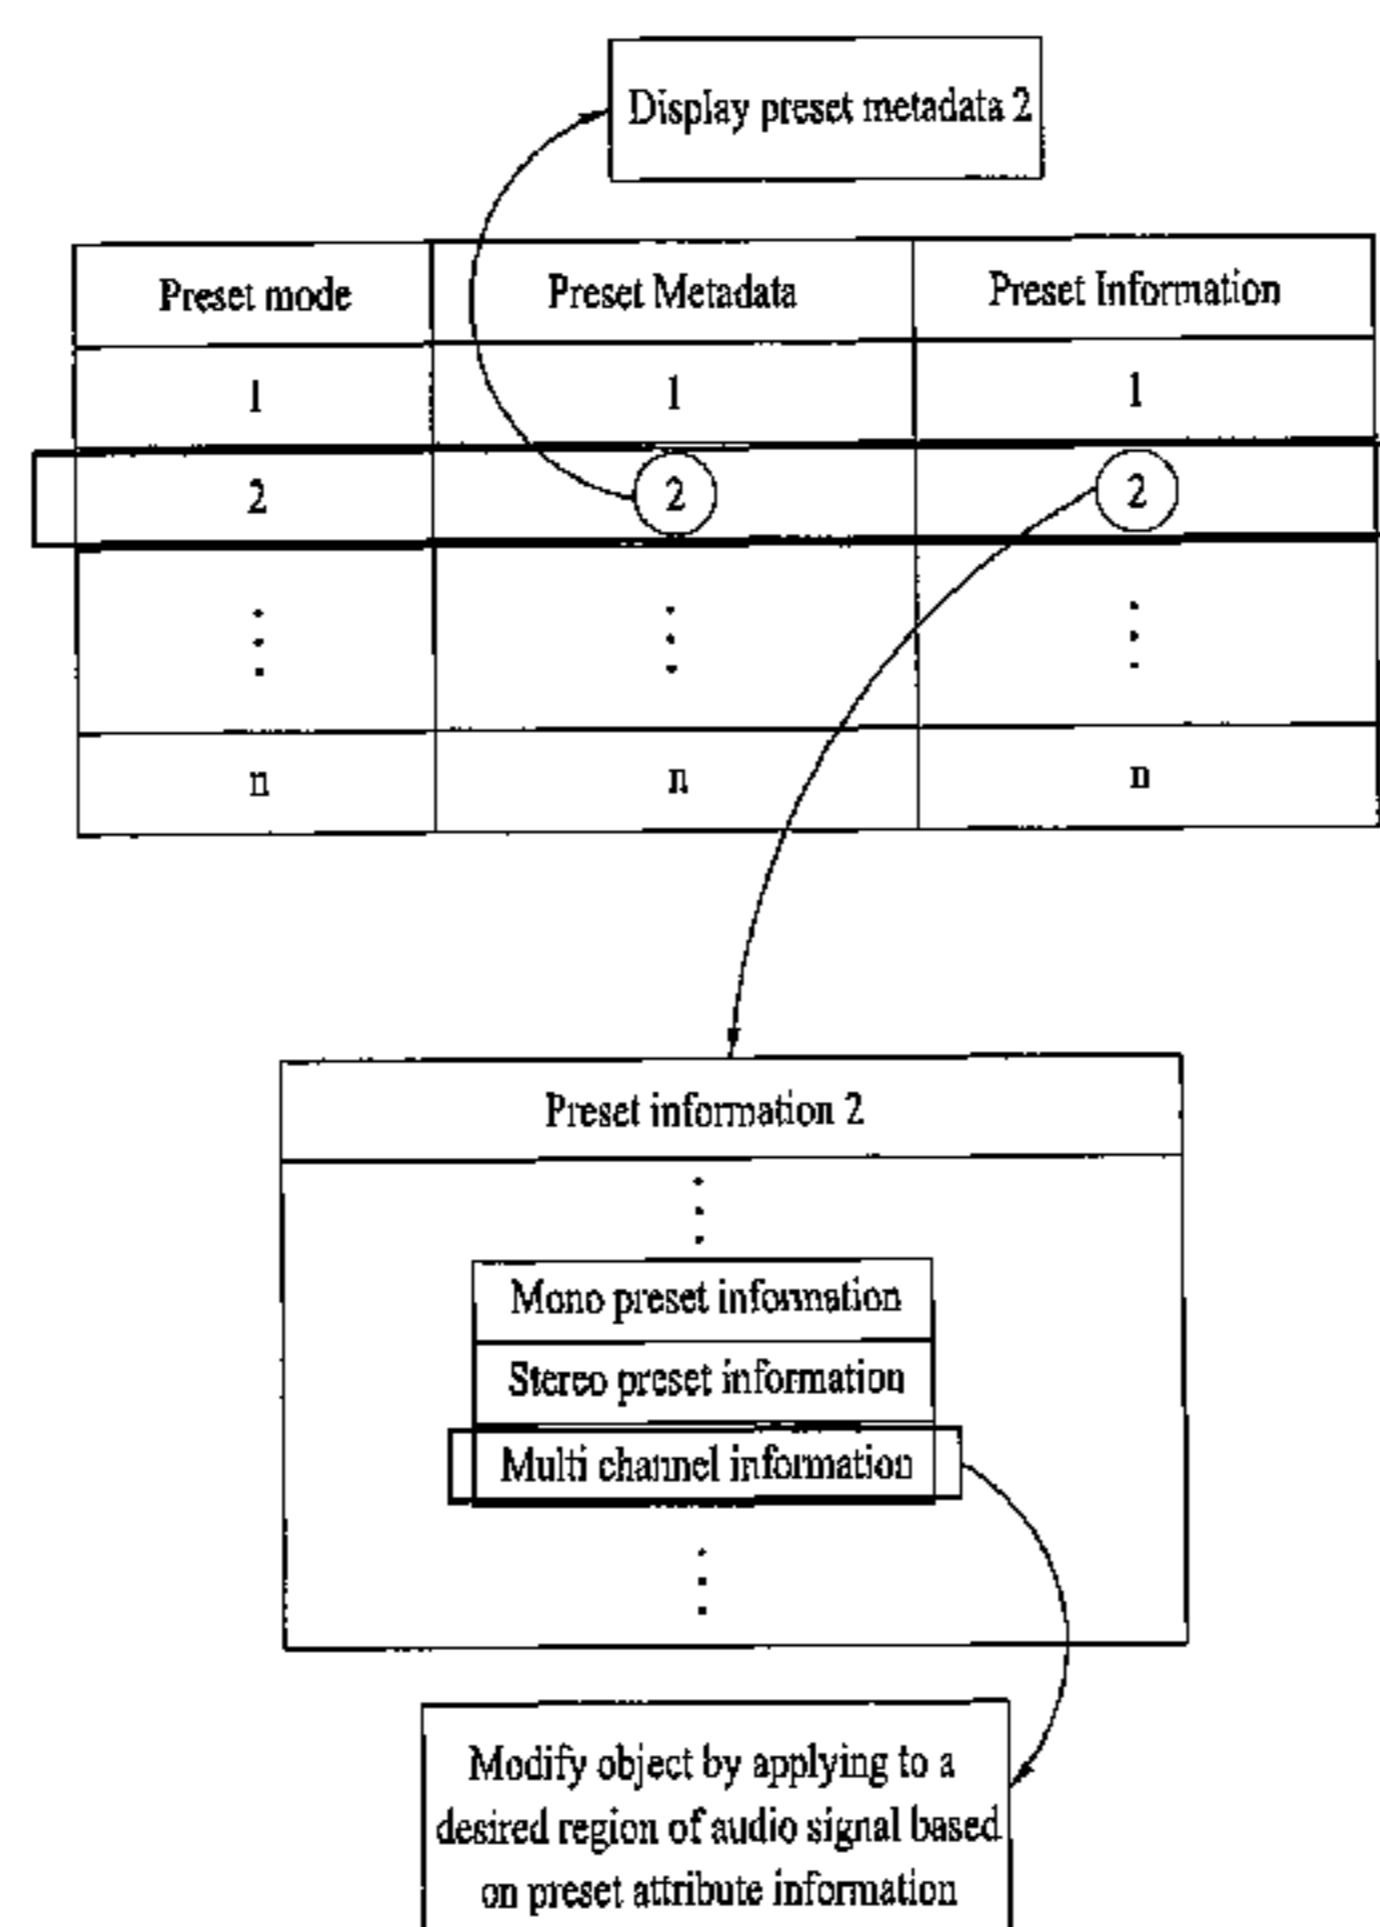 Display preset metadata 2
Preset mode Preset Metadata Preset Information
1 1 1
2 2 2
n n n
Preset information 2
Mono preset information
Stereo preset information
Multi channel information
Modify object by applying to a
desired region of audio signal based
on preset attribute information